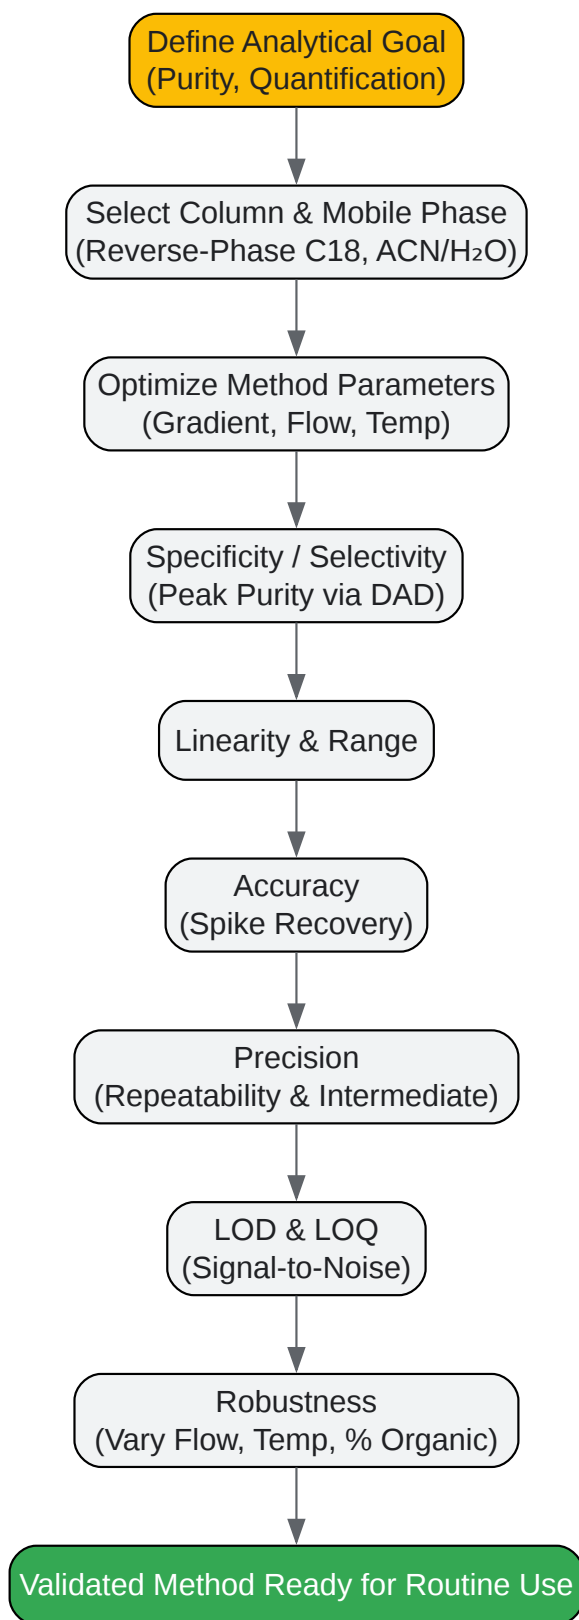 Define Analytical Goal
(Purity, Quantification)
Select Column & Mobile Phase
(Reverse-Phase C18, ACN/H₂O)
Optimize Method Parameters
(Gradient, Flow, Temp)
Specificity / Selectivity
(Peak Purity via DAD)
Linearity & Range
Accuracy
(Spike Recovery)
Precision
(Repeatability & Intermediate)
LOD & LOQ
(Signal-to-Noise)
Robustness
(Vary Flow, Temp, % Organic)
Validated Method Ready for Routine Use